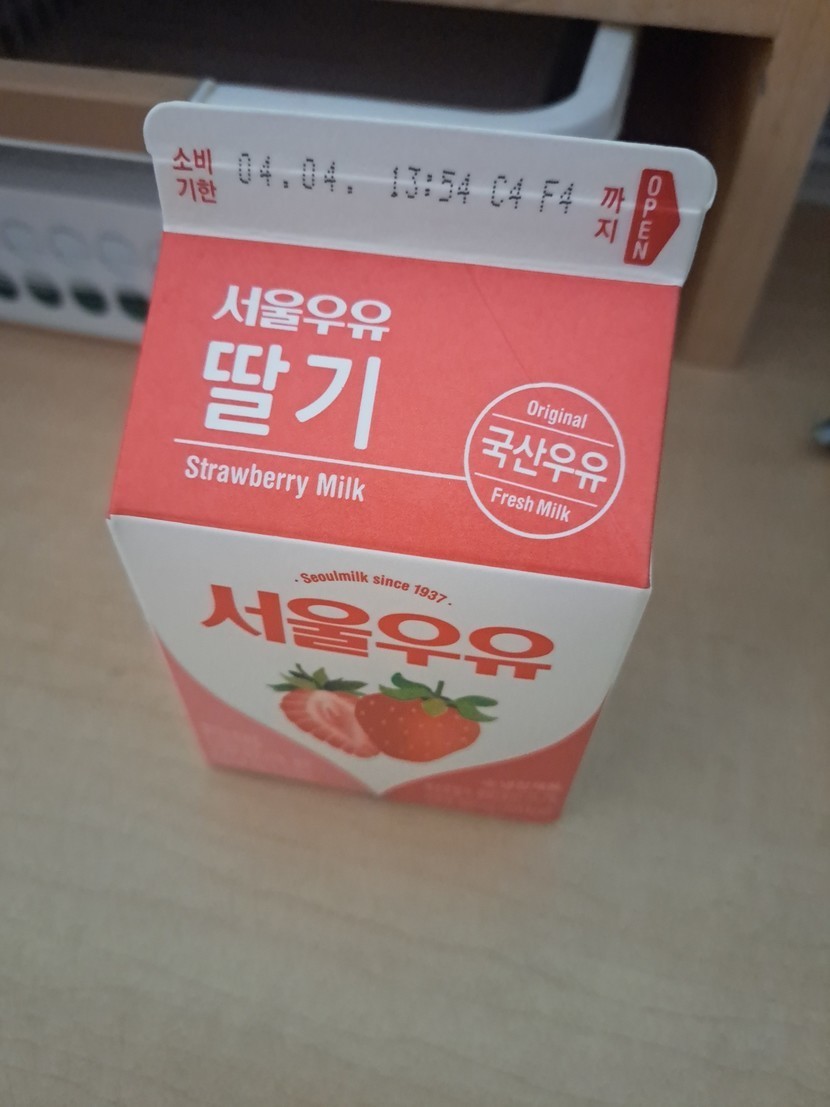 소비
기한
04.04. 13:54 C4 F4
까
지
OPEN
서울우유
딸기
Strawberry Milk
Original
국산우유
Fresh Milk
· Seoulmilk since 1937 ·
서울우유